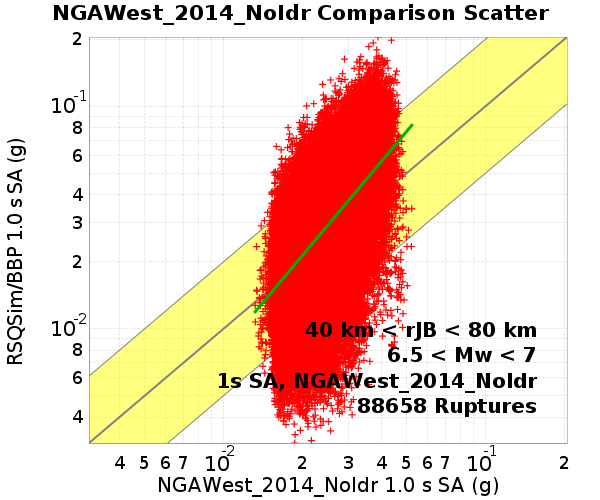 NGAWest_2014_NoIdr Comparison Scatter
RSQSim/BBP 1.0 s SA (g)
2
10-1
8
6
4
3
2
10-2
8
6
4
40 km < rJB < 80 km
6.5 < Mw < 7
1s SA, NGAWest_2014_NoIdr
88658 Ruptures
4 5 6 7 10-2 2 3 4 5 6 7 10-1 2
NGAWest_2014_NoIdr 1.0 s SA (g)